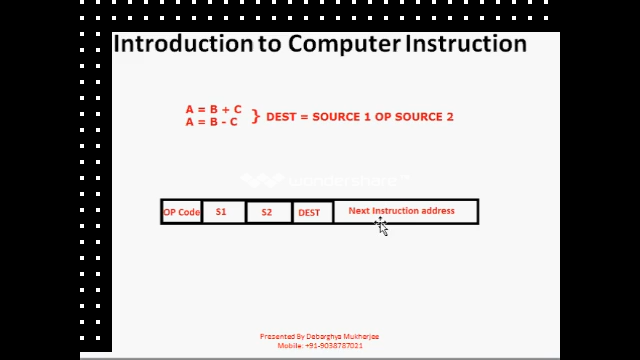 Introduction to Computer Instruction
A = B + C
A = B - C
} DEST = SOURCE 1 OP SOURCE 2
wondershare™
OP Code S1 S2 DEST Next Instruction address
Presented By Debarghya Mukherjee
Mobile: +91-9038787021